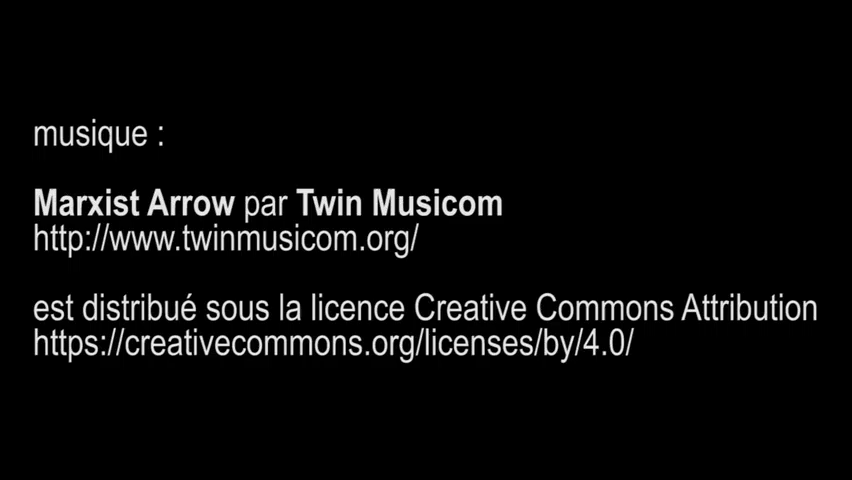 musique :
Marxist Arrow par Twin Musicom
http://www.twinmusicom.org/
est distribué sous la licence Creative Commons Attribution
https://creativecommons.org/licenses/by/4.0/